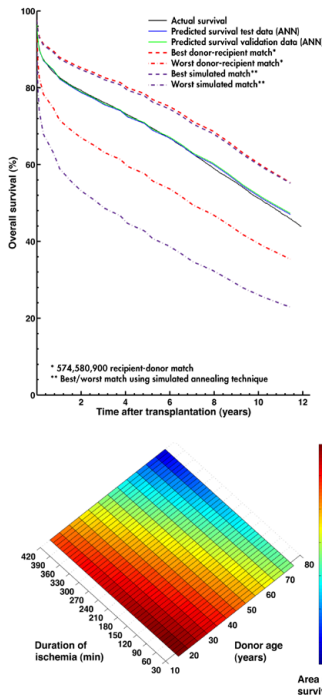 Overall survival (%)
100
80
60
40
20
0
Actual survival
Predicted survival test data (ANN)
Predicted survival validation data (ANN)
Best donor-recipient match*
Worst donor-recipient match*
Best simulated match**
Worst simulated match**
* 574,580,900 recipient-donor match
** Best/worst match using simulated annealing technique
0 2 4 6 8 10 12
Time after transplantation (years)
420
390
360
330
300
270
240
210
180
150
120
90
60
30
Duration of
ischemia (min)
10
20
30
40
50
60
70
80
Donor age
(years)
Area